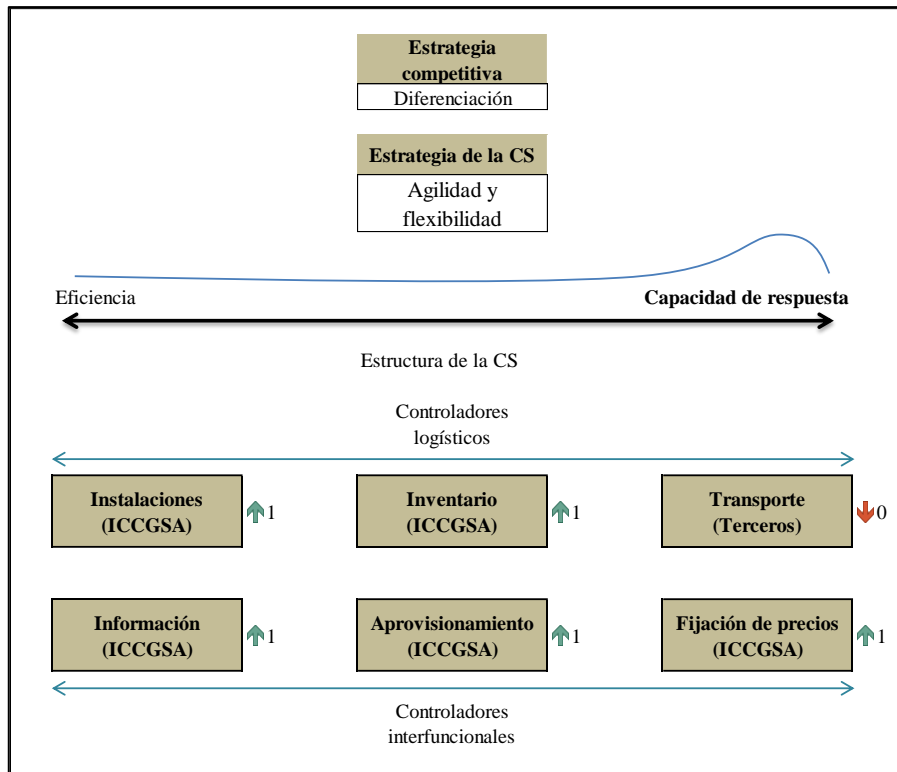 Estrategia
competitiva
Diferenciación
Estrategia de la CS
Agilidad y
flexibilidad
Eficiencia
Capacidad de respuesta
Estructura de la CS
Controladores
logísticos
Instalaciones
(ICCGSA)
1
Inventario
(ICCGSA)
1
Transporte
(Terceros)
0
Información
(ICCGSA)
1
Aprovisionamiento
(ICCGSA)
1
Fijación de precios
(ICCGSA)
1
Controladores
interfuncionales